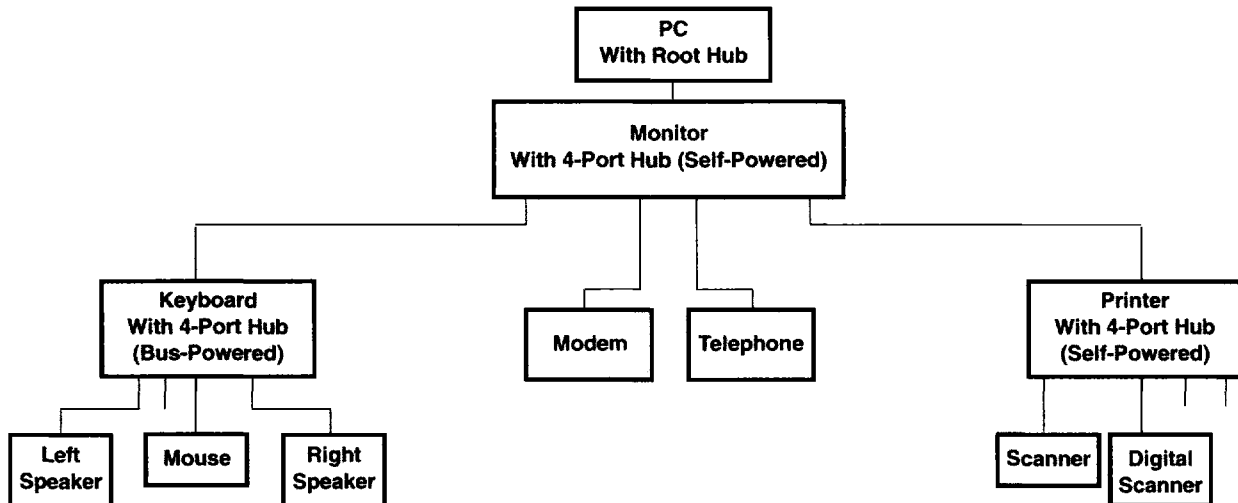 PC
With Root Hub
Monitor
With 4-Port Hub (Self-Powered)
Keyboard
With 4-Port Hub
(Bus-Powered)
Modem
Telephone
Printer
With 4-Port Hub
(Self-Powered)
Left
Speaker
Mouse
Right
Speaker
Scanner
Digital
Scanner